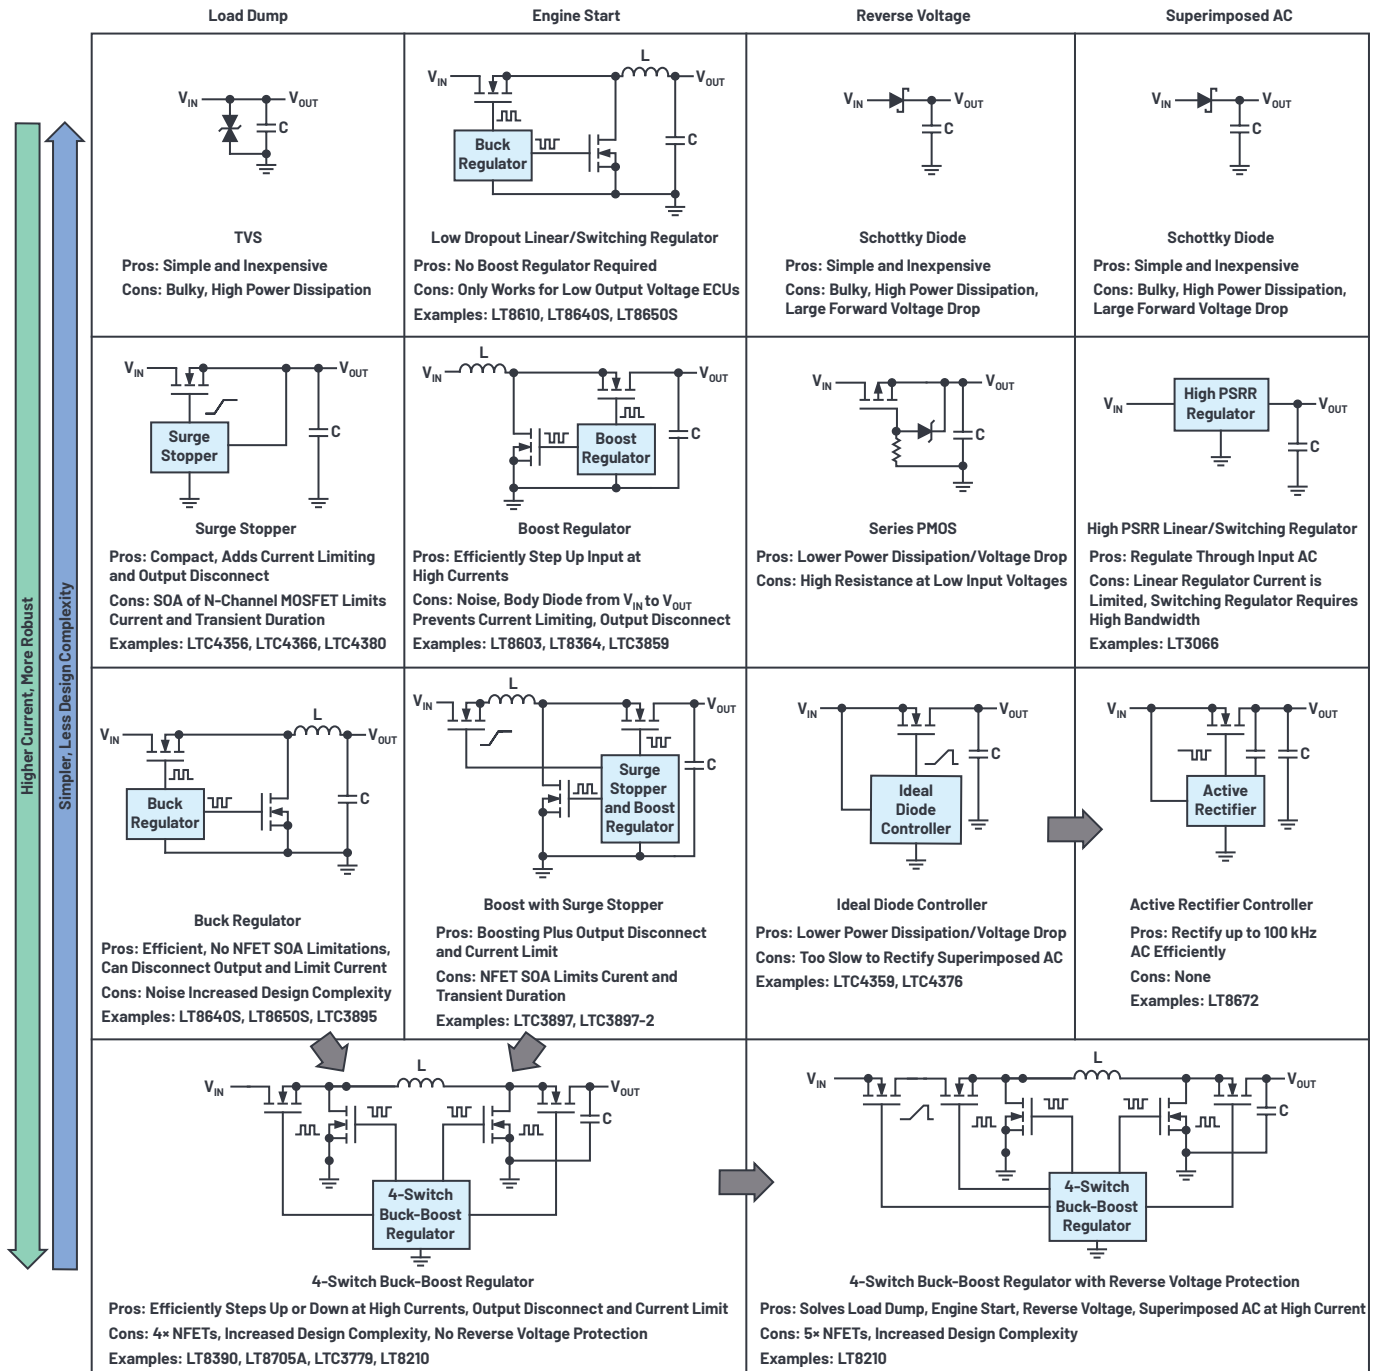 Load Dump
Engine Start
Reverse Voltage
Superimposed AC
Higher Current, More Robust
Simpler, Less Design Complexity
VIN
VOUT
C
TVS
Pros: Simple and Inexpensive
Cons: Bulky, High Power Dissipation
L
VIN
VOUT
Buck
Regulator
C
Low Dropout Linear/Switching Regulator
Pros: No Boost Regulator Required
Cons: Only Works for Low Output Voltage ECUs
Examples: LT8610, LT8640S, LT8650S
VIN
VOUT
C
Schottky Diode
Pros: Simple and Inexpensive
Cons: Bulky, High Power Dissipation,
Large Forward Voltage Drop
VIN
VOUT
C
Schottky Diode
Pros: Simple and Inexpensive
Cons: Bulky, High Power Dissipation,
Large Forward Voltage Drop
VIN
VOUT
Surge
Stopper
C
Surge Stopper
Pros: Compact, Adds Current Limiting
and Output Disconnect
Cons: SOA of N-Channel MOSFET Limits
Current and Transient Duration
Examples: LTC4356, LTC4366, LTC4380
L
VIN
VOUT
Boost
Regulator
C
Boost Regulator
Pros: Efficiently Step Up Input at
High Currents
Cons: Noise, Body Diode from VIN to VOUT
Prevents Current Limiting, Output Disconnect
Examples: LT8603, LT8364, LTC3859
VIN
VOUT
C
Series PMOS
Pros: Lower Power Dissipation/Voltage Drop
Cons: High Resistance at Low Input Voltages
VIN
High PSRR
Regulator
VOUT
C
High PSRR Linear/Switching Regulator
Pros: Regulate Through Input AC
Cons: Linear Regulator Current is
Limited, Switching Regulator Requires
High Bandwidth
Examples: LT3066
L
VIN
VOUT
Buck
Regulator
C
Buck Regulator
Pros: Efficient, No NFET SOA Limitations,
Can Disconnect Output and Limit Current
Cons: Noise Increased Design Complexity
Examples: LT8640S, LT8650S, LTC3895
L
VIN
VOUT
Surge
Stopper
and Boost
Regulator
C
Boost with Surge Stopper
Pros: Boosting Plus Output Disconnect
and Current Limit
Cons: NFET SOA Limits Curent and
Transient Duration
Examples: LTC3897, LTC3897-2
VIN
VOUT
C
Ideal
Diode
Controller
Ideal Diode Controller
Pros: Lower Power Dissipation/Voltage Drop
Cons: Too Slow to Rectify Superimposed AC
Examples: LTC4359, LTC4376
VIN
VOUT
C
Active
Rectifier
Active Rectifier Controller
Pros: Rectify up to 100 kHz
AC Efficiently
Cons: None
Examples: LT8672
L
VIN
VOUT
C
4-Switch
Buck-Boost
Regulator
4-Switch Buck-Boost Regulator
Pros: Efficiently Steps Up or Down at High Currents, Output Disconnect and Current Limit
Cons: 4× NFETs, Increased Design Complexity, No Reverse Voltage Protection
Examples: LT8390, LT8705A, LTC3779, LT8210
L
VIN
VOUT
C
4-Switch
Buck-Boost
Regulator
4-Switch Buck-Boost Regulator with Reverse Voltage Protection
Pros: Solves Load Dump, Engine Start, Reverse Voltage, Superimposed AC at High Current
Cons: 5× NFETs, Increased Design Complexity
Examples: LT8210